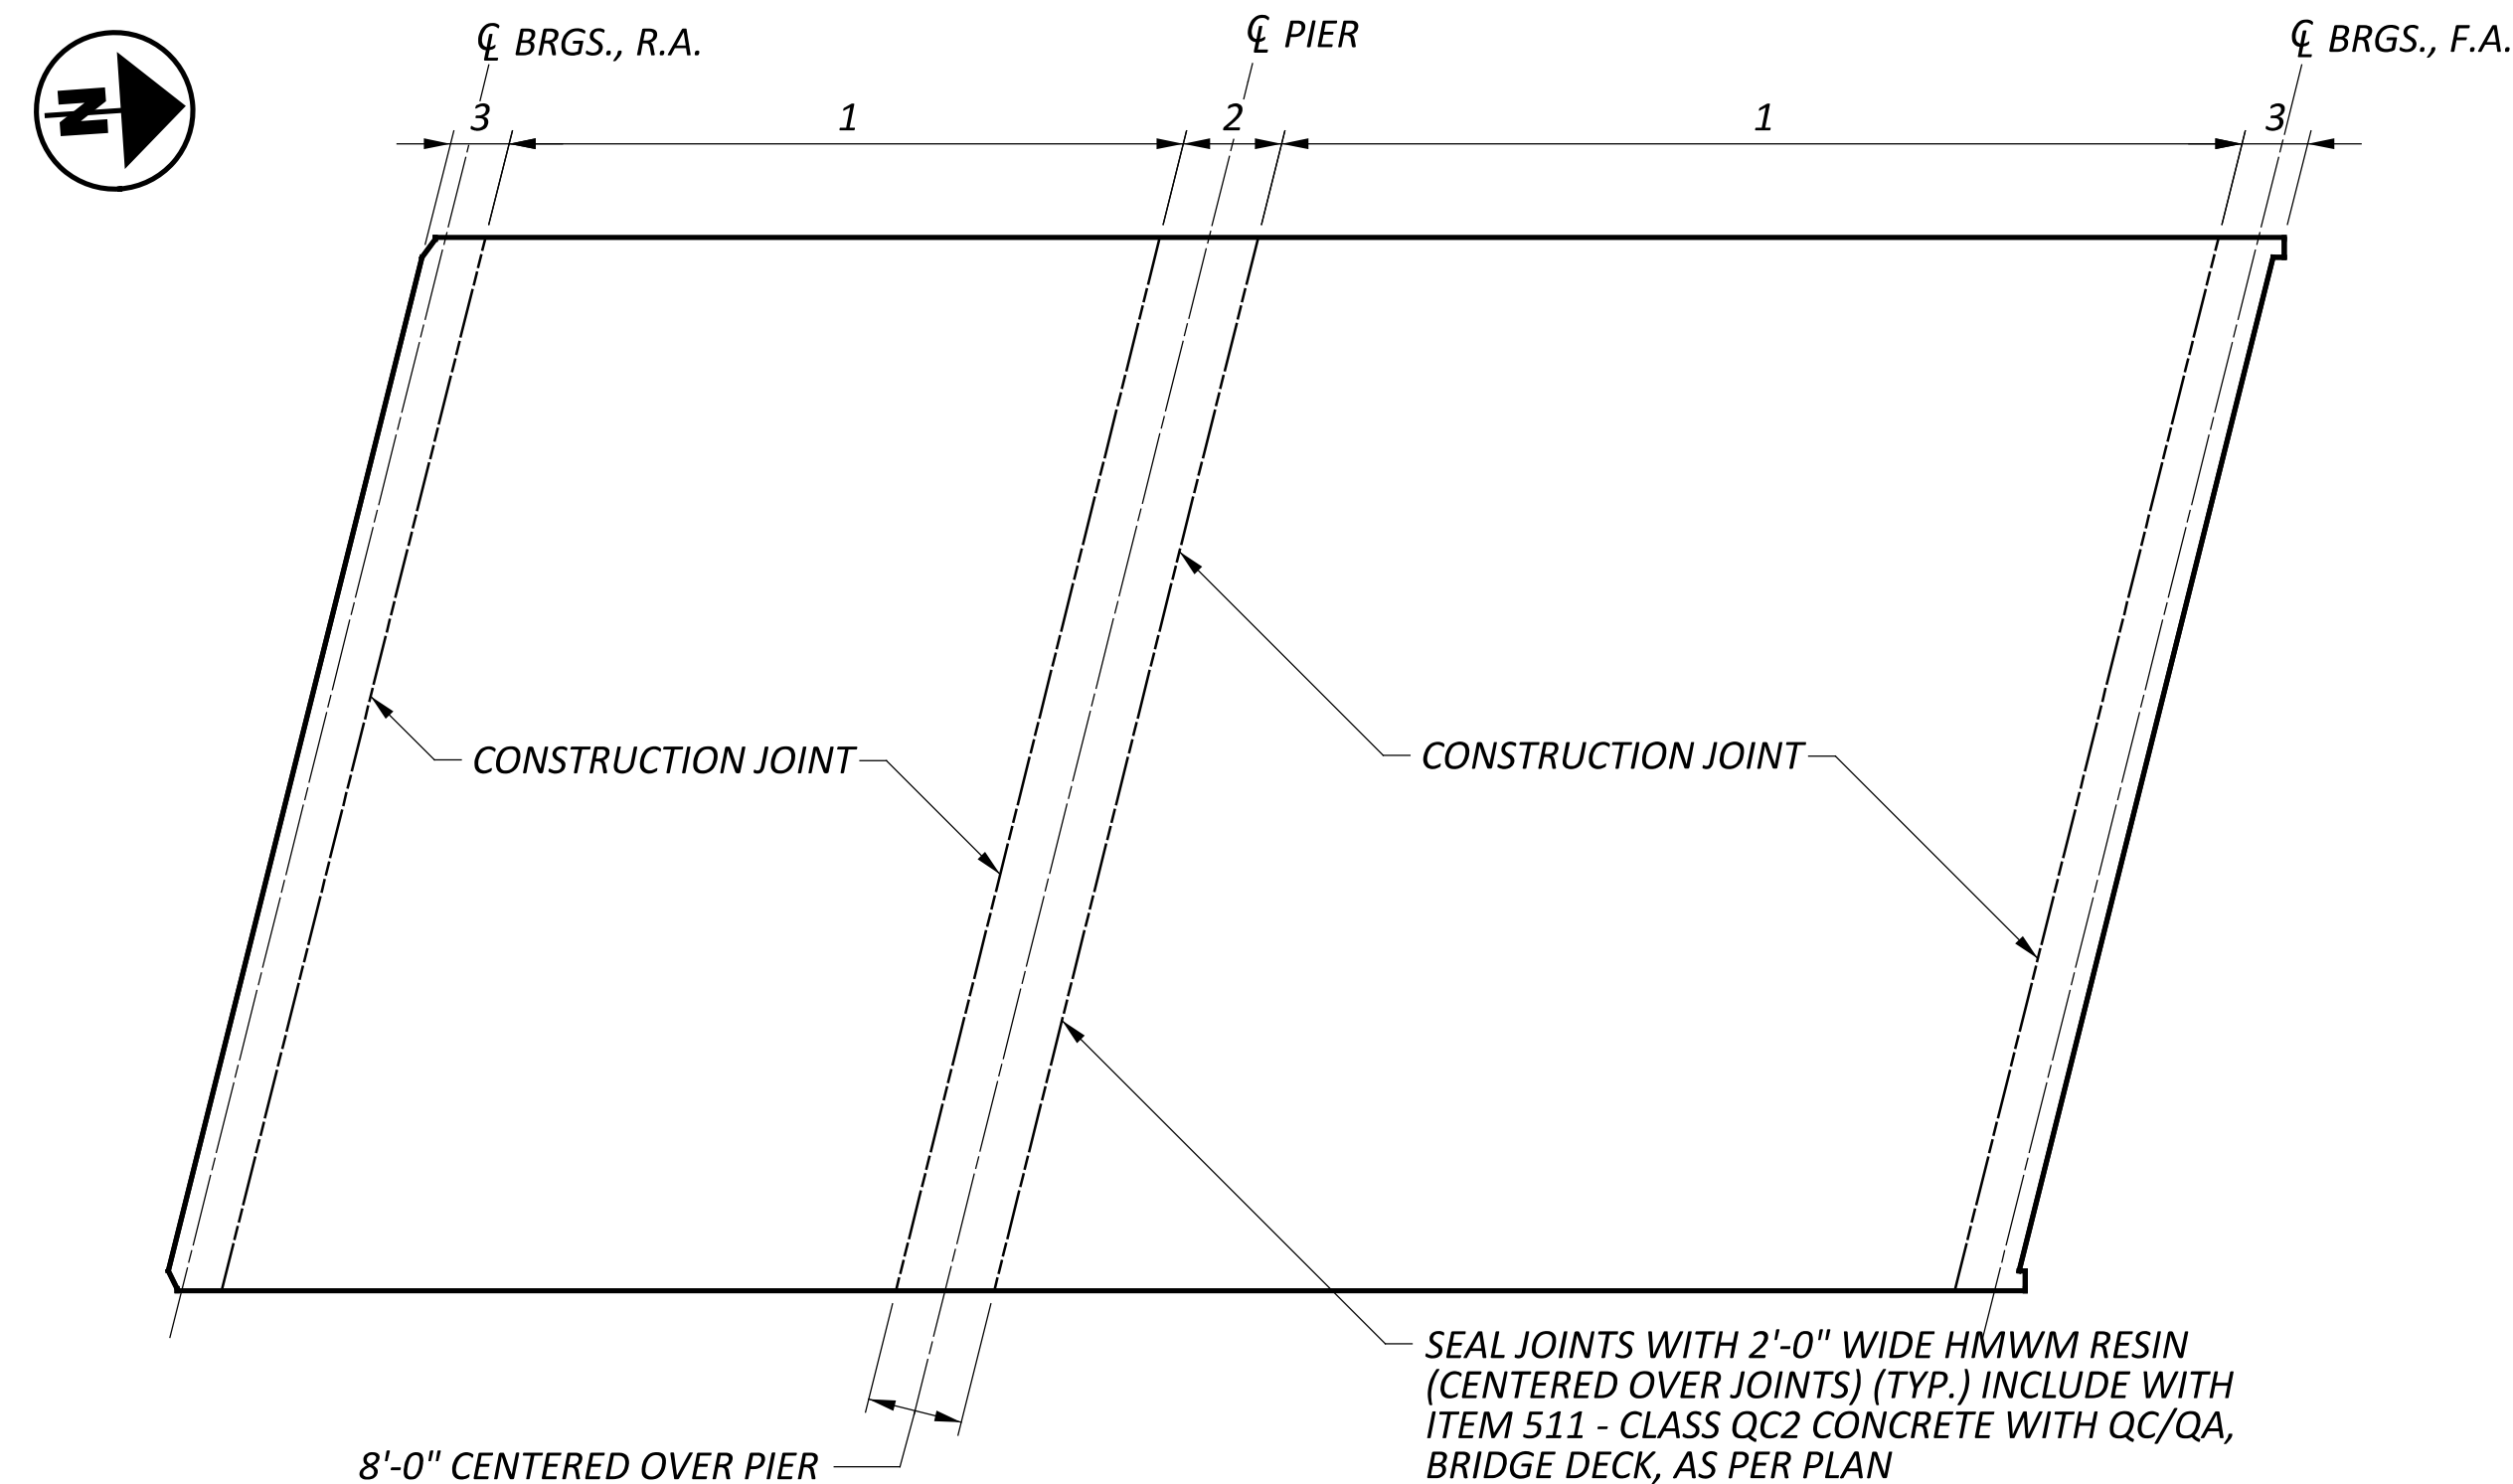 ℄ BRGS., R.A.
℄ PIER
℄ BRGS., F.A.
N
3
1
2
1
3
CONSTRUCTION JOINT
CONSTRUCTION JOINT
SEAL JOINTS WITH 2'-0" WIDE HMWM RESIN
(CENTERED OVER JOINTS) (TYP.) INCLUDE WITH
ITEM 511 - CLASS QC2 CONCRETE WITH QC/QA,
BRIDGE DECK, AS PER PLAN
8'-0" CENTERED OVER PIER